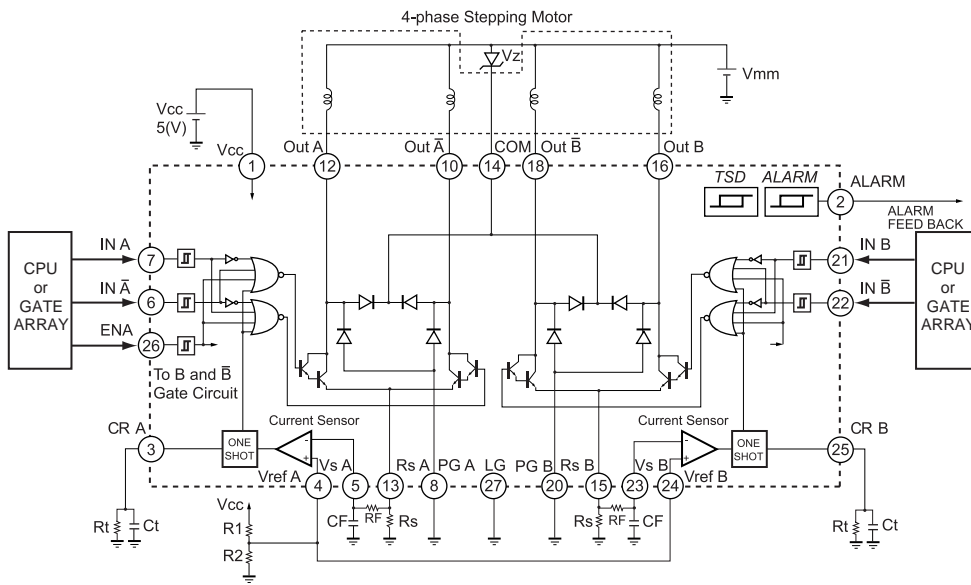 4-phase Stepping Motor
Vz
Vmm
Vcc
5(V)
Vcc
Out A
Out A̅
COM
Out B̅
Out B
1
12
10
14
18
16
TSD
ALARM
ALARM
2
ALARM
FEED BACK
CPU
or
GATE
ARRAY
IN A
7
IN A̅
6
ENA
26
To B and B̅
Gate Circuit
IN B
21
IN B̅
22
CPU
or
GATE
ARRAY
CR A
3
ONE
SHOT
Current Sensor
-
+
Vref A
Vs A
Rs A
PG A
LG
PG B
Rs B
Vs B
Vref B
4
5
13
8
27
20
15
23
24
Current Sensor
-
+
ONE
SHOT
CR B
25
Rt
Ct
Vcc
R1
R2
CF
RF
Rs
Rs
RF
CF
Rt
Ct